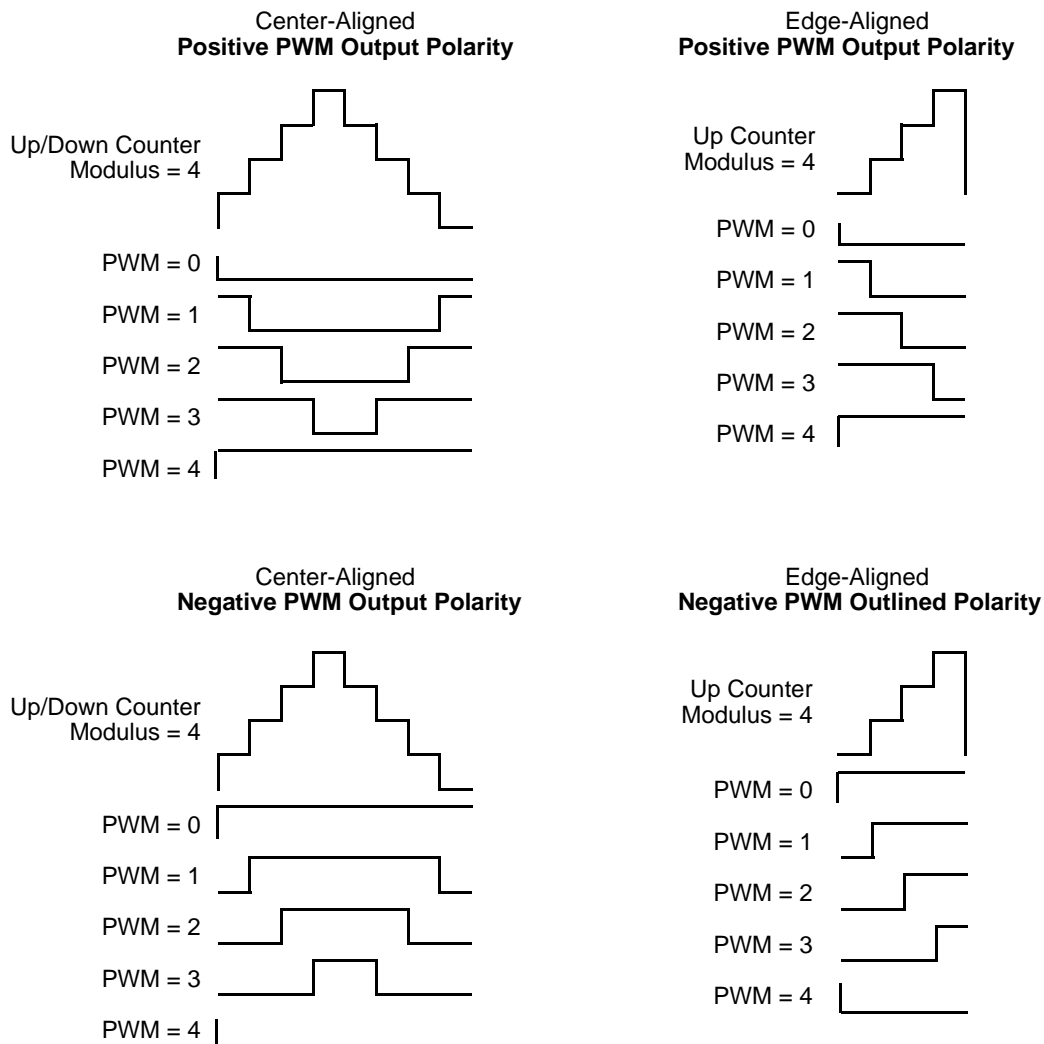 Center-Aligned
Positive PWM Output Polarity
Up/Down Counter
Modulus = 4
PWM = 0
PWM = 1
PWM = 2
PWM = 3
PWM = 4
Edge-Aligned
Positive PWM Output Polarity
Up Counter
Modulus = 4
PWM = 0
PWM = 1
PWM = 2
PWM = 3
PWM = 4
Center-Aligned
Negative PWM Output Polarity
Up/Down Counter
Modulus = 4
PWM = 0
PWM = 1
PWM = 2
PWM = 3
PWM = 4
Edge-Aligned
Negative PWM Outlined Polarity
Up Counter
Modulus = 4
PWM = 0
PWM = 1
PWM = 2
PWM = 3
PWM = 4